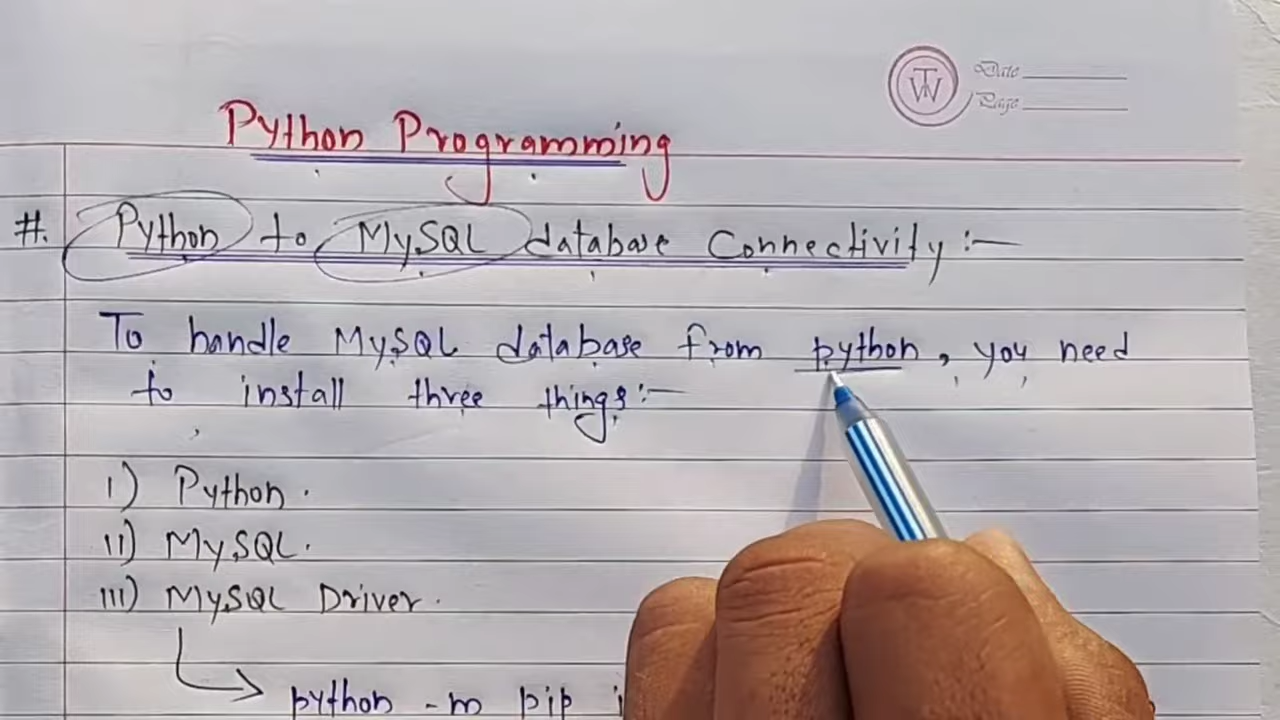 TW
Date
Page
Python Programming
#. Python to MySQL database Connectivity :-
To handle MySQL database from python, you need
to install three things :-
I) Python.
II) MySQL.
III) MySQL Driver.
python -m pip i